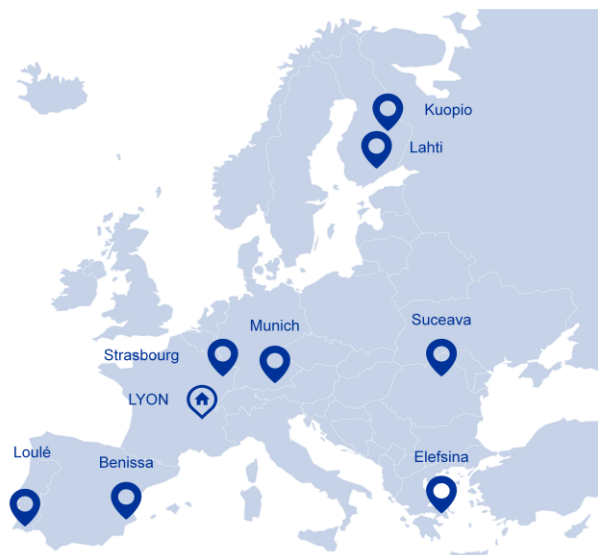 Kuopio
Lahti
Suceava
Munich
Strasbourg
LYON
Loulé
Benissa
Elefsina